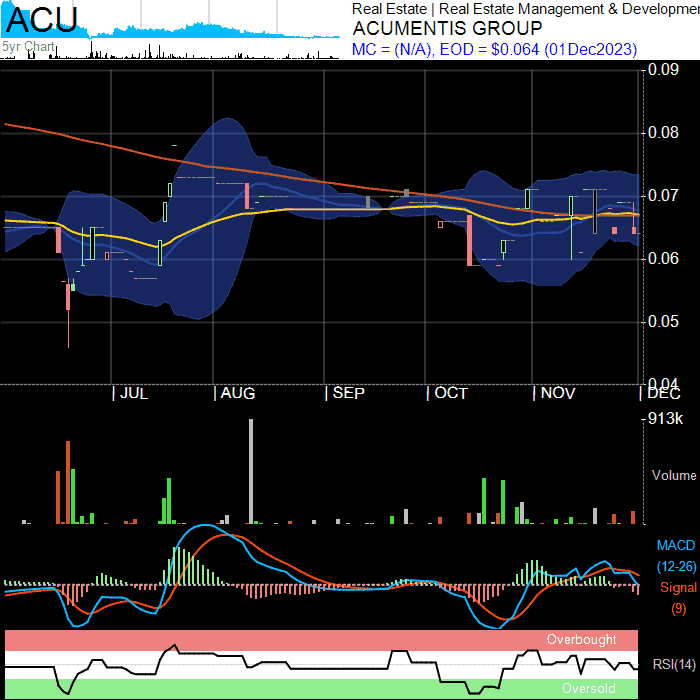 ACU
5yr Chart
Real Estate | Real Estate Management & Developmen
ACUMENTIS GROUP
MC = (N/A), EOD = $0.064 (01Dec2023)
0.09
0.08
0.07
0.06
0.05
0.04
JUL
AUG
SEP
OCT
NOV
DEC
913k
Volume
MACD
(12-26)
Signal
(9)
Overbought
RSI(14)
Oversold